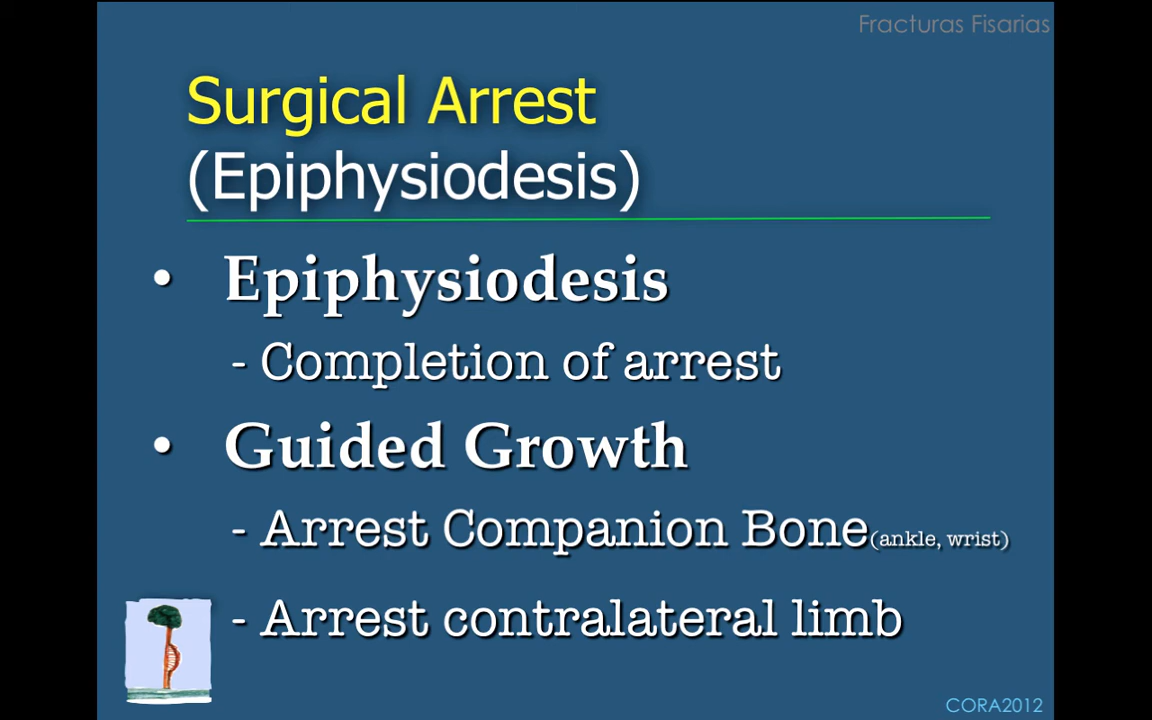 Fracturas Fisarias
Surgical Arrest
(Epiphysiodesis)
• Epiphysiodesis
- Completion of arrest
• Guided Growth
- Arrest Companion Bone(ankle, wrist)
- Arrest contralateral limb
CORA2012